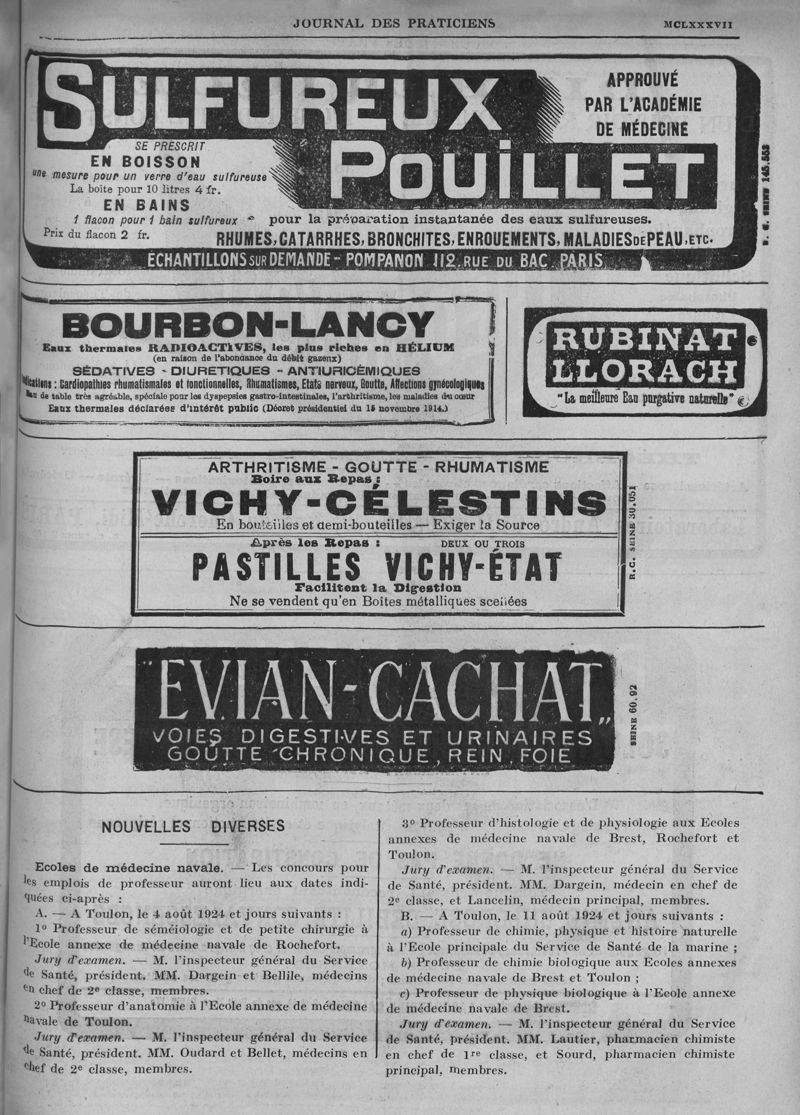 JOURNAL DES PRATICIENS
MCLXXXVII
SULFUREUX
POUILLET
APPROUVÉ
PAR L'ACADÉMIE
DE MÉDECINE
SE PRESCRIT
EN BOISSON
une mesure pour un verre d'eau sulfureuse
La boite pour 10 litres 4 fr.
EN BAINS
1 flacon pour 1 bain sulfureux
Prix du flacon 2 fr.
pour la préparation instantanée des eaux sulfureuses.
RHUMES, CATARRHES, BRONCHITES, ENROUEMENTS, MALADIES DE PEAU, ETC.
ÉCHANTILLONS SUR DEMANDE - POMPANON 112, RUE DU BAC PARIS
R. C. SEINE 145.553
BOURBON-LANCY
Eaux thermales RADIOACTIVES, les plus riches en HÉLIUM
(en raison de l'abondance du débit gazeux)
SÉDATIVES - DIURETIQUES - ANTIURICÉMIQUES
Indications : Cardiopathies rhumatismales et fonctionnelles, Rhumatismes, Etats nerveux, Goutte, Affections gynécologiques
Eau de table très agréable, spéciale pour les dyspepsies gastro-intestinales, l'arthritisme, les maladies du cœur
Eaux thermales déclarées d'intérêt public (Décret présidentiel du 15 novembre 1914.)
RUBINAT
LLORACH
"La meilleure Eau purgative naturelle"
ARTHRITISME - GOUTTE - RHUMATISME
Boire aux Repas :
VICHY-CÉLESTINS
En bouteilles et demi-bouteilles — Exiger la Source
Après les Repas : DEUX OU TROIS
PASTILLES VICHY-ÉTAT
Facilitent la Digestion
Ne se vendent qu'en Boîtes métalliques scellées
R.C. SEINE 30.051
"EVIAN-CACHAT"
VOIES DIGESTIVES ET URINAIRES
GOUTTE CHRONIQUE, REIN, FOIE
SEINE 60.92
NOUVELLES DIVERSES
Ecoles de médecine navale. — Les concours pour
les emplois de professeur auront lieu aux dates indi-
quées ci-après :
A. — A Toulon, le 4 août 1924 et jours suivants :
1º Professeur de séméiologie et de petite chirurgie à
l'Ecole annexe de médecine navale de Rochefort.
Jury d'examen. — M. l'inspecteur général du Service
de Santé, président. MM. Dargein et Bellile, médecins
en chef de 2e classe, membres.
2º Professeur d'anatomie à l'Ecole annexe de médecine
navale de Toulon.
Jury d'examen. — M. l'inspecteur général du Service
de Santé, président. MM. Oudard et Bellet, médecins en
chef de 2e classe, membres.
3º Professeur d'histologie et de physiologie aux Ecoles
annexes de médecine navale de Brest, Rochefort et
Toulon.
Jury d'examen. — M. l'inspecteur général du Service
de Santé, président. MM. Dargein, médecin en chef de
2e classe, et Lancelin, médecin principal, membres.
B. — A Toulon, le 11 août 1924 et jours suivants :
a) Professeur de chimie, physique et histoire naturelle
à l'Ecole principale du Service de Santé de la marine ;
b) Professeur de chimie biologique aux Ecoles annexes
de médecine navale de Brest et Toulon ;
c) Professeur de physique biologique à l'Ecole annexe
de médecine navale de Brest.
Jury d'examen. — M. l'inspecteur général du Service
de Santé, président. MM. Lautier, pharmacien chimiste
en chef de 1re classe, et Sourd, pharmacien chimiste
principal, membres.